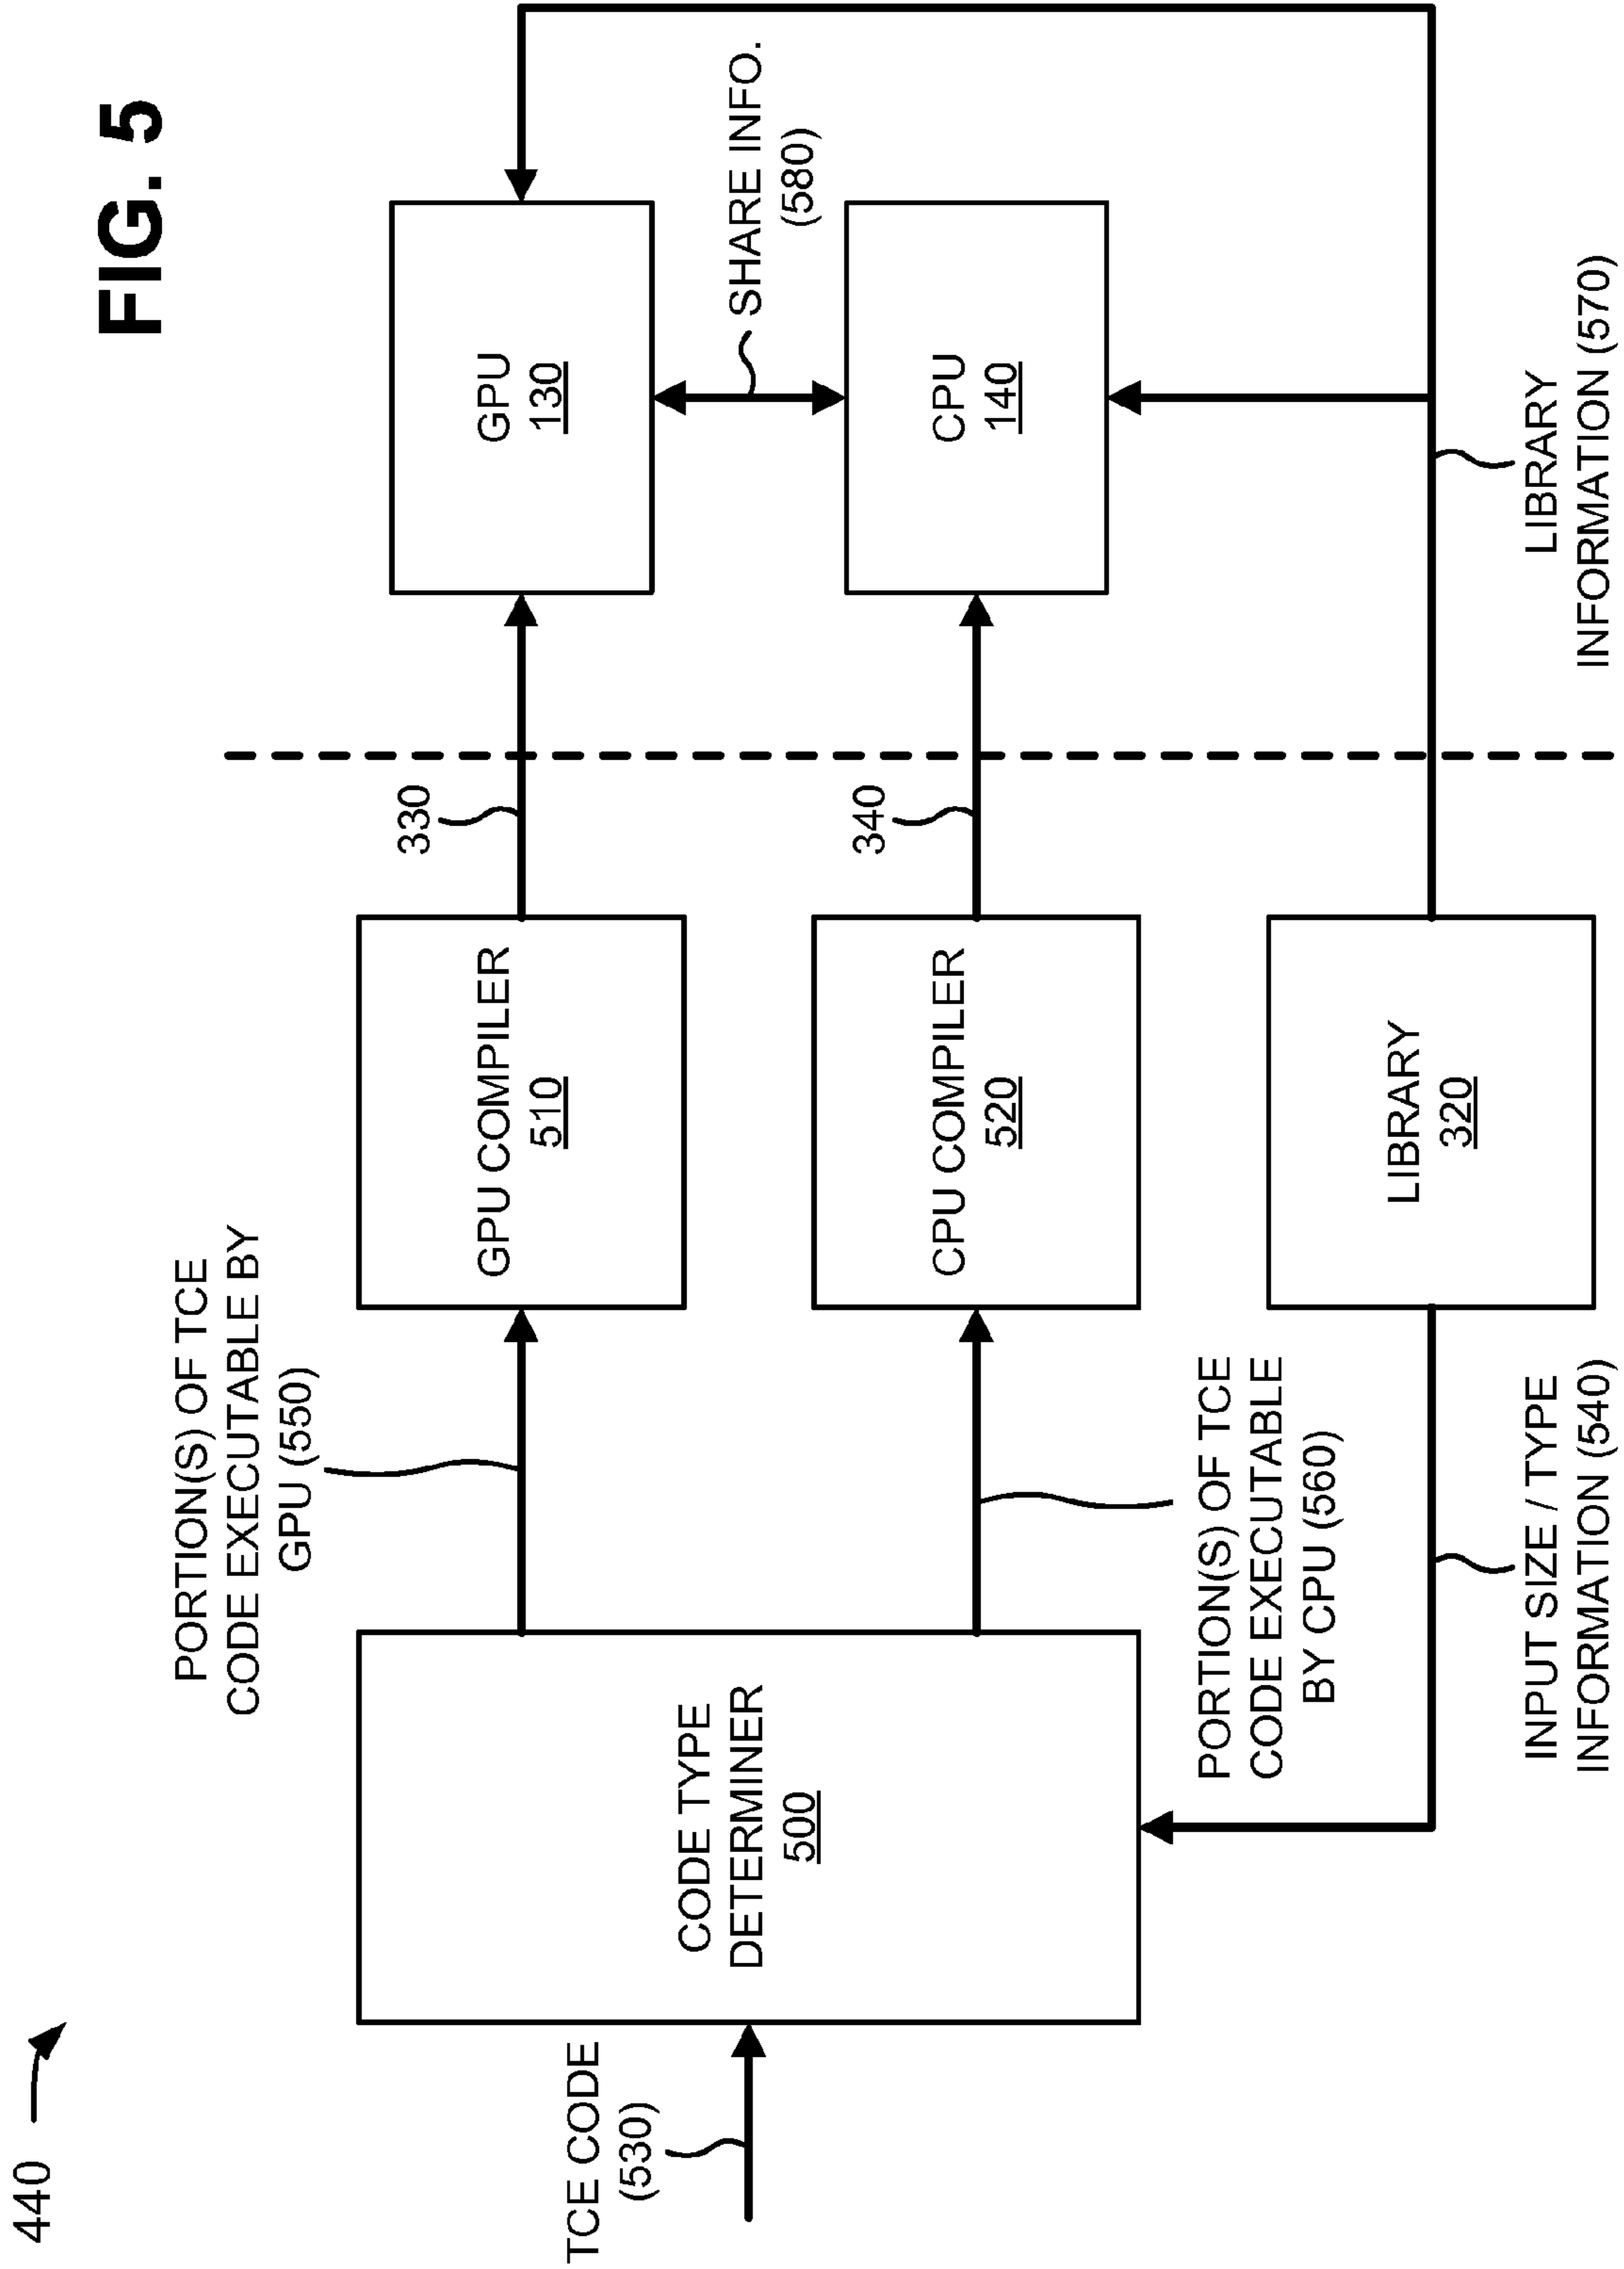 440
FIG. 5
TCE CODE
(530)
CODE TYPE
DETERMINER
500
PORTION(S) OF TCE
CODE EXECUTABLE BY
GPU (550)
PORTION(S) OF TCE
CODE EXECUTABLE
BY CPU (560)
INPUT SIZE / TYPE
INFORMATION (540)
GPU COMPILER
510
CPU COMPILER
520
LIBRARY
320
330
340
GPU
130
CPU
140
SHARE INFO.
(580)
LIBRARY
INFORMATION (570)